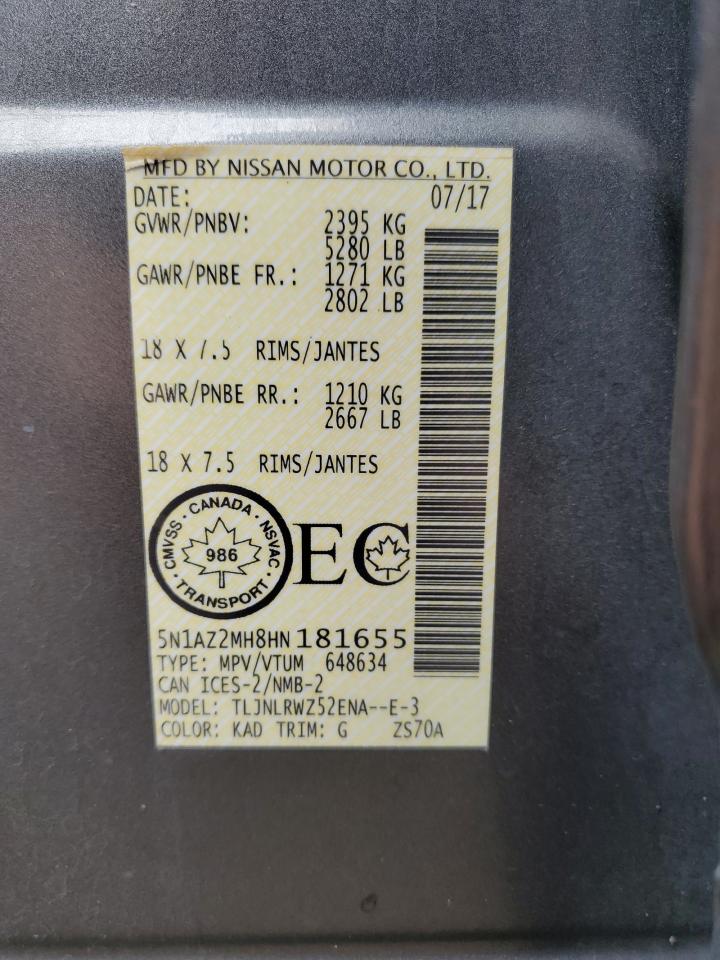 MFD BY NISSAN MOTOR CO., LTD.
DATE: 07/17
GVWR/PNBV: 2395 KG
5280 LB
GAWR/PNBE FR.: 1271 KG
2802 LB
18 X 7.5 RIMS/JANTES
GAWR/PNBE RR.: 1210 KG
2667 LB
18 X 7.5 RIMS/JANTES
CMVSS · CANADA · NSVAC · TRANSPORT ·
986
EC
5N1AZ2MH8HN 181655
TYPE: MPV/VTUM 648634
CAN ICES-2/NMB-2
MODEL: TLJNLRWZ52ENA--E-3
COLOR: KAD TRIM: G ZS70A